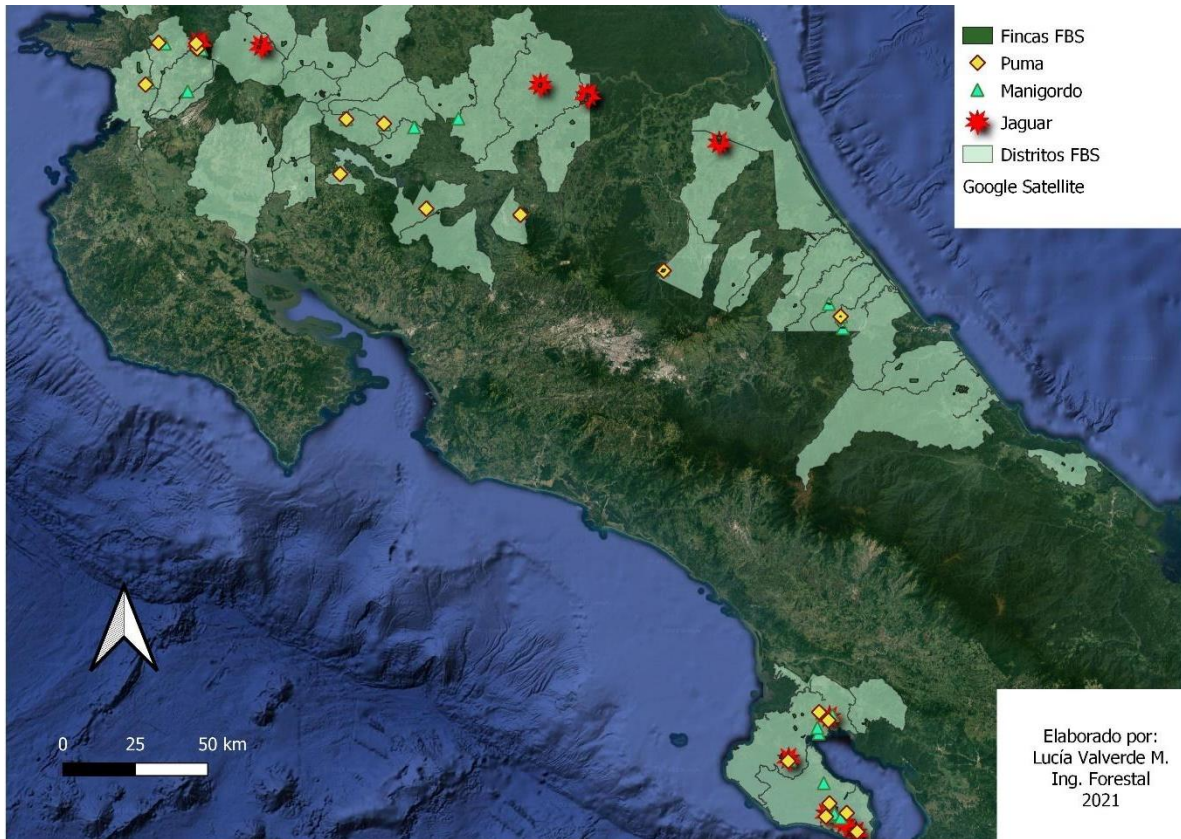 Fincas FBS
Puma
Manigordo
Jaguar
Distritos FBS
Google Satellite
0 25 50 km
Elaborado por:
Lucía Valverde M.
Ing. Forestal
2021